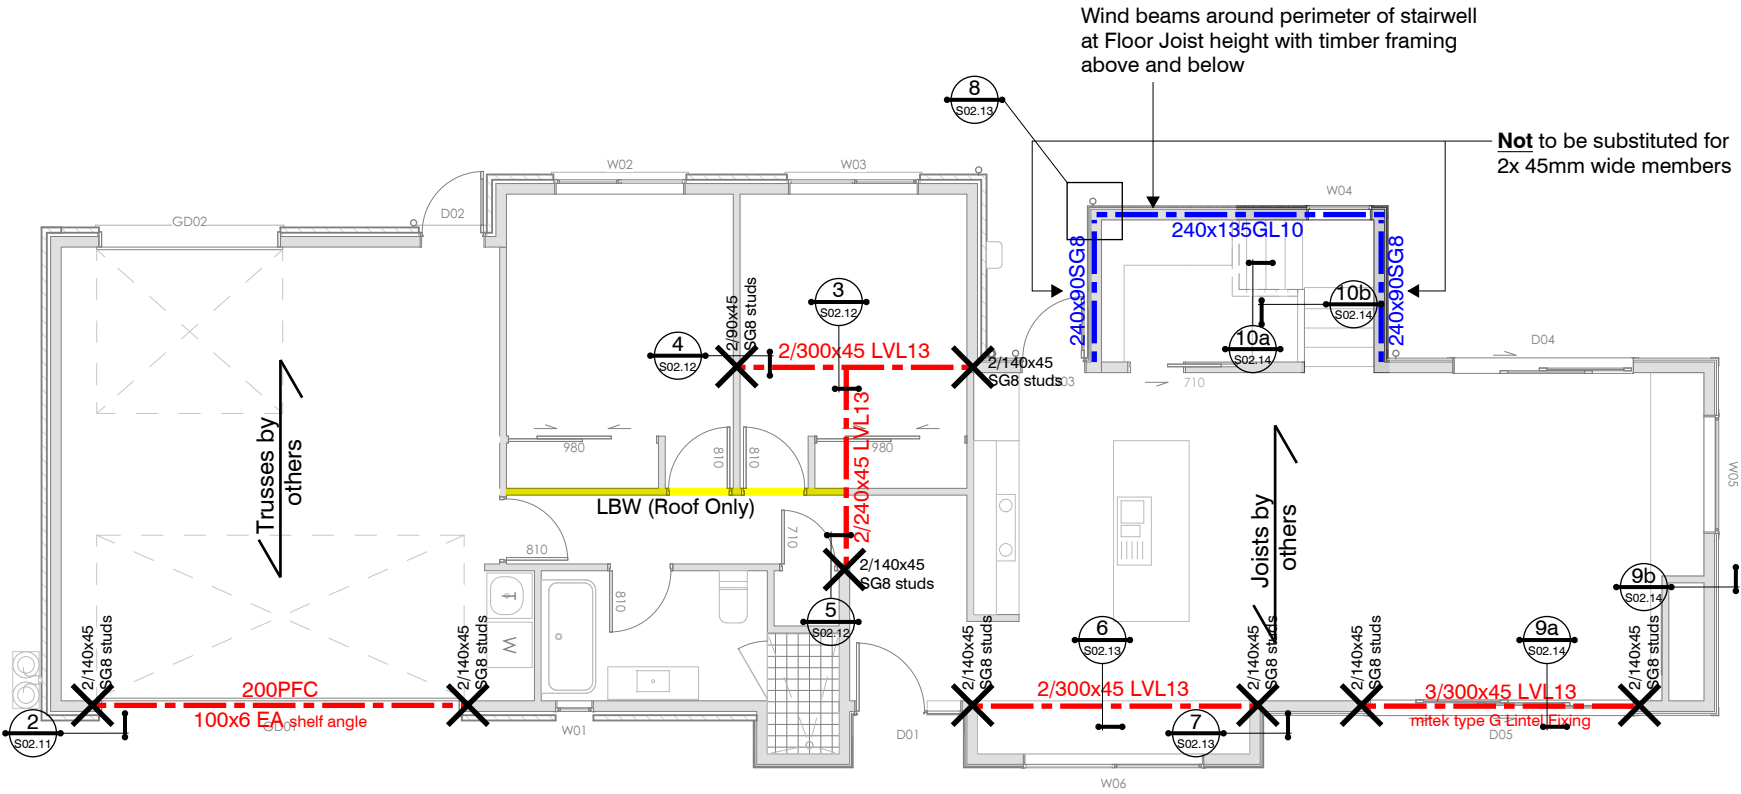 Wind beams around perimeter of stairwell
at Floor Joist height with timber framing
above and below
8
S02.13
Not to be substituted for
2x 45mm wide members
W02
W03
W04
GD02
D02
240x135GL10
240x90SG8
240x90SG8
3
S02.12
10b
S02.14
10a
S02.14
4
S02.12
2/90x45
SG8 studs
2/300x45 LVL13
2/140x45
SG8 studs
03
710
D04
Trusses by
others
980
810
810
980
2/240x45 LVL13
LBW (Roof Only)
W05
Joists by
others
810
710
2/140x45
SG8 studs
T
W
810
5
S02.12
6
S02.13
9b
S02.14
9a
S02.14
2/140x45
SG8 studs
2/140x45
SG8 studs
2/140x45
SG8 studs
2/140x45
SG8 studs
2/140x45
SG8 studs
2/140x45
SG8 studs
200PFC
100x6 EA shelf angle
GD01
2
S02.11
W01
D01
2/300x45 LVL13
7
S02.13
3/300x45 LVL13
mitek type G Lintel Fixing
D05
W06